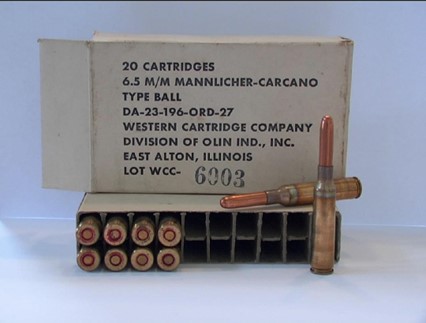 20 CARTRIDGES
6.5 M/M MANNLICHER-CARCANO
TYPE BALL
DA-23-196-ORD-27
WESTERN CARTRIDGE COMPANY
DIVISION OF OLIN IND., INC.
EAST ALTON, ILLINOIS
LOT WCC- 6003